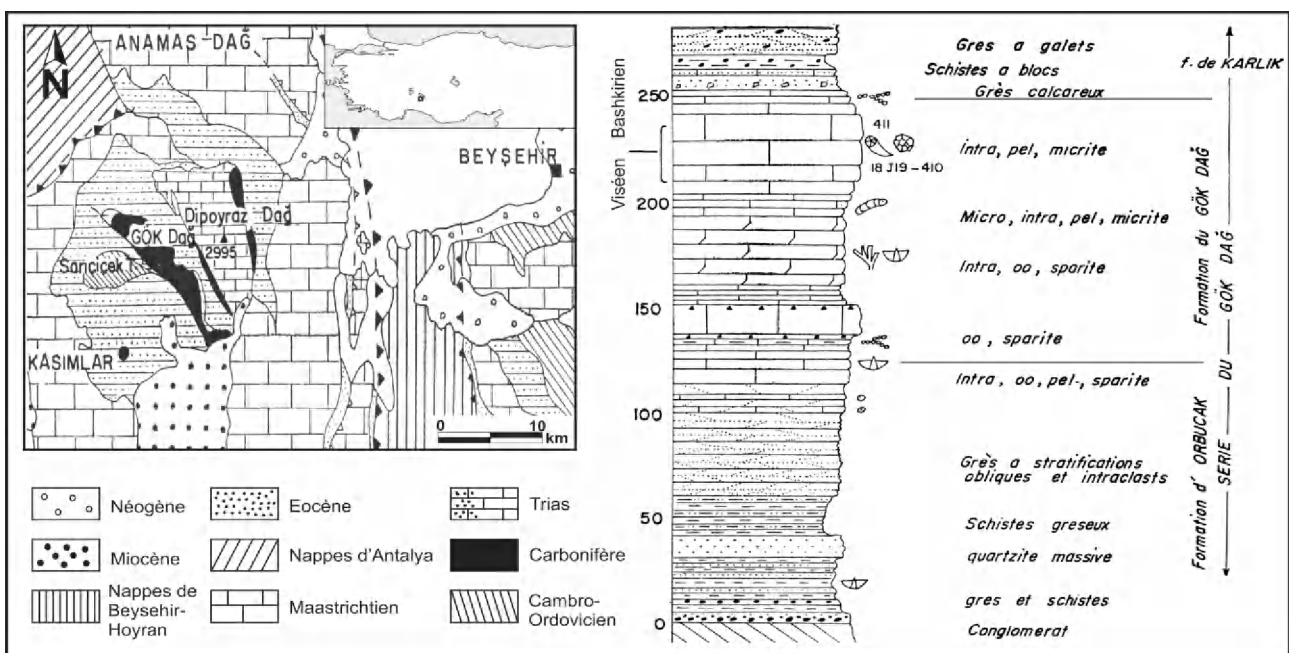 N
ANAMAS-DAĞ
BEYŞEHİR
Dipoyraz Dağ
GÖK Dağ
2995
Sarıçiçek T.
KASIMLAR
0 10
km
Néogène
Eocène
Trias
Miocène
Nappes d'Antalya
Carbonifère
Nappes de
Beysehir-
Hoyran
Maastrichtien
Cambro-
Ordovicien
Viséen
Bashkirien
250
200
150
100
50
0
411
18 J19-410
Gres a galets
Schistes a blocs
Grès calcareux
Intra, pel, micrite
Micro, intra, pel, micrite
Intra, oo, sparite
oo, sparite
Intra, oo, pel-, sparite
Grès a stratifications
obliques et intraclasts
Schistes greseux
quartzite massive
gres et schistes
Conglomerat
f. de KARLIK
Formation du GÖK DAĞ
Formation d' ORBUCAK
SERIE DU GÖK DAĞ